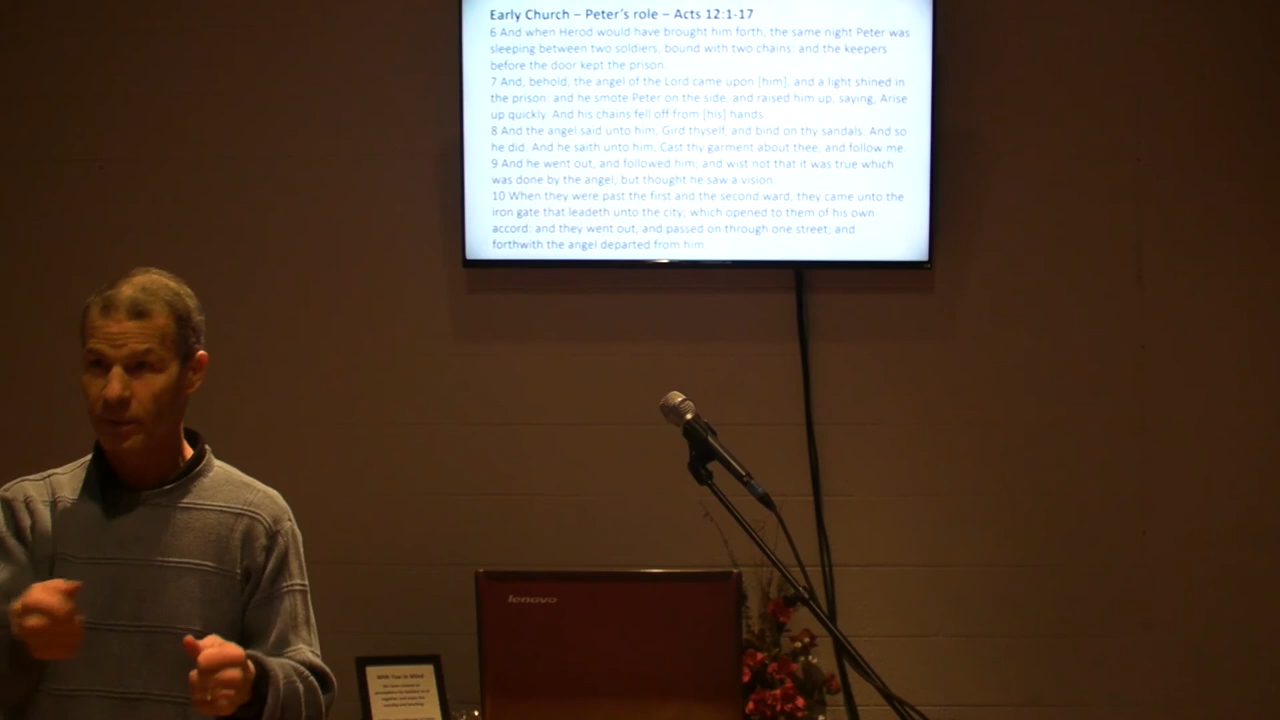 Early Church – Peter's role – Acts 12:1-17
6 And when Herod would have brought him forth, the same night Peter was
sleeping between two soldiers, bound with two chains: and the keepers
before the door kept the prison.
7 And, behold, the angel of the Lord came upon [him], and a light shined in
the prison: and he smote Peter on the side, and raised him up, saying, Arise
up quickly. And his chains fell off from [his] hands.
8 And the angel said unto him, Gird thyself, and bind on thy sandals. And so
he did. And he saith unto him, Cast thy garment about thee, and follow me.
9 And he went out, and followed him; and wist not that it was true which
was done by the angel; but thought he saw a vision.
10 When they were past the first and the second ward, they came unto the
iron gate that leadeth unto the city; which opened to them of his own
accord: and they went out, and passed on through one street; and
forthwith the angel departed from him.
lenovo
With You in Mind